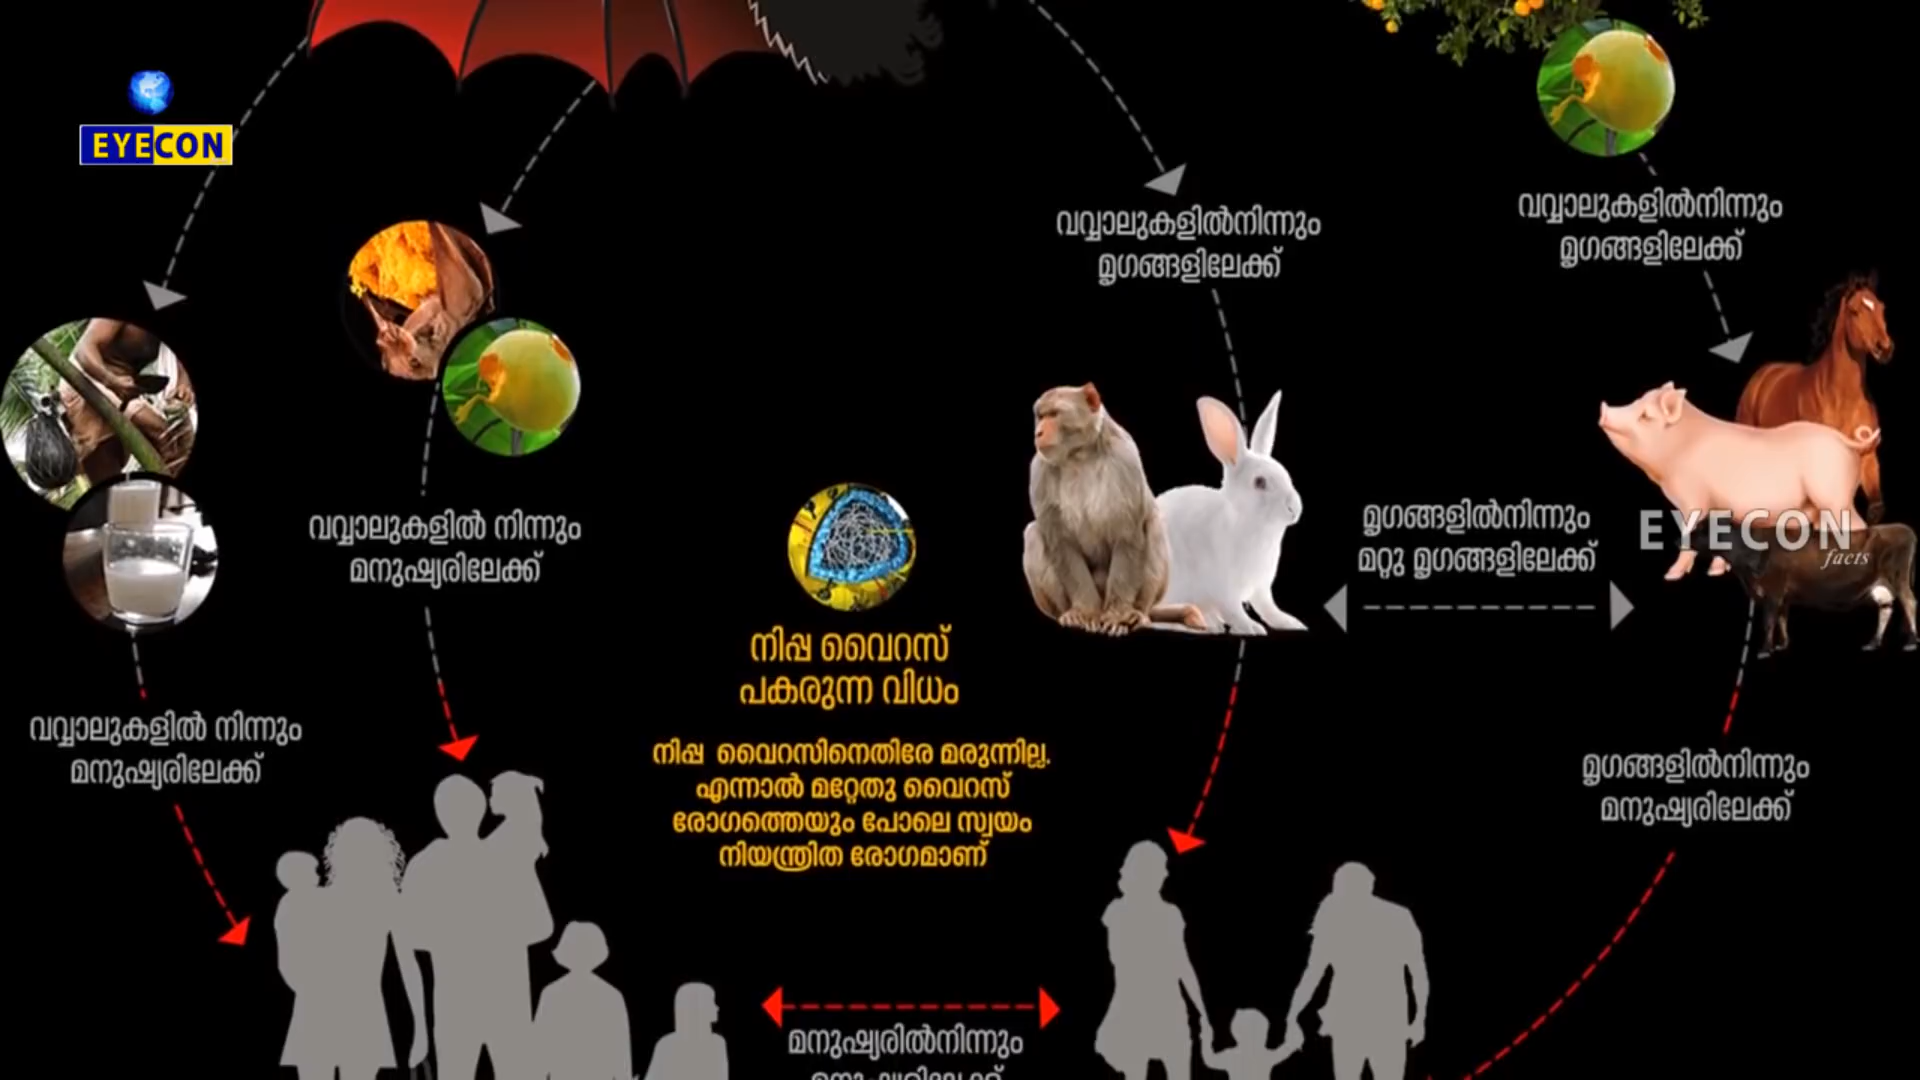 EYECON
വവ്വാലുകളിൽനിന്നും
മൃഗങ്ങളിലേക്ക്
വവ്വാലുകളിൽനിന്നും
മൃഗങ്ങളിലേക്ക്
വവ്വാലുകളിൽ നിന്നും
മനുഷ്യരിലേക്ക്
മൃഗങ്ങളിൽനിന്നും
മറ്റു മൃഗങ്ങളിലേക്ക്
EYECON
facts
നിപ്പ വൈറസ്
പകരുന്ന വിധം
നിപ്പ വൈറസിനെതിരേ മരുന്നില്ല.
എന്നാൽ മറ്റേതു വൈറസ്
രോഗത്തെയും പോലെ സ്വയം
നിയന്ത്രിത രോഗമാണ്
വവ്വാലുകളിൽ നിന്നും
മനുഷ്യരിലേക്ക്
മൃഗങ്ങളിൽനിന്നും
മനുഷ്യരിലേക്ക്
മനുഷ്യരിൽനിന്നും